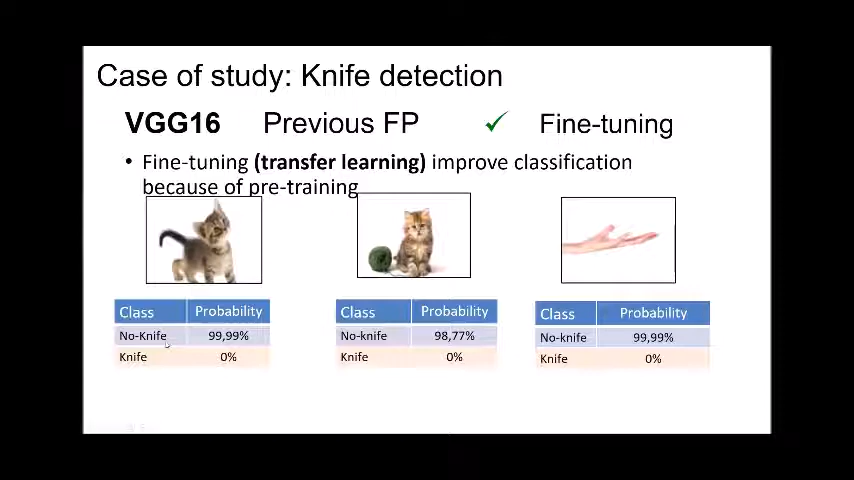 Case of study: Knife detection
VGG16 Previous FP ✓ Fine-tuning
• Fine-tuning (transfer learning) improve classification
because of pre-training
Class Probability
No-Knife 99,99%
Knife 0%
Class Probability
No-knife 98,77%
Knife 0%
Class Probability
No-knife 99,99%
Knife 0%